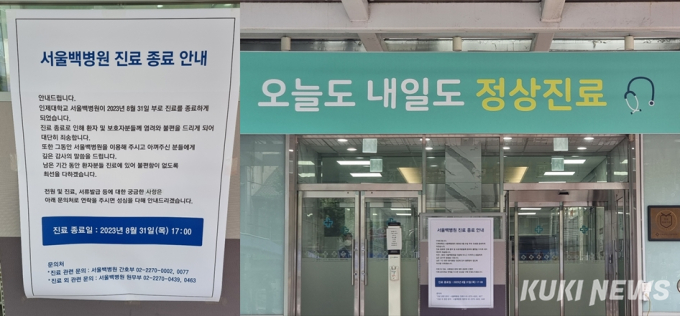 서울백병원 진료 종료 안내
안내드립니다.
인제대학교 서울백병원이 2023년 8월 31일 부로 진료를 종료하게
되었습니다.
진료 종료로 인해 환자 및 보호자분들께 염려와 불편을 드리게 되어
대단히 죄송합니다.
또한 그동안 서울백병원을 이용해 주시고 아껴주신 분들에게
깊은 감사의 말씀을 드립니다.
남은 기간 동안 환자분을 진료에 있어 불편함이 없도록
최선을 다하겠습니다.
전원 및 진료, 서류발급 등에 대한 궁금한 사항은
아래 문의처로 연락을 주시면 성심을 다해 안내드리겠습니다.
진료 종료일 : 2023년 8월 31일(목) 17:00
문의처
*진료 관련 문의 : 서울백병원 간호부 02-2270-0002, 0077
*진료 외 관련 문의 : 서울백병원 원무부 02-2270-0439, 0463
KUKI NEWS
오늘도 내일도 정상진료
서울백병원 진료 종료 안내
KUKI NEWS